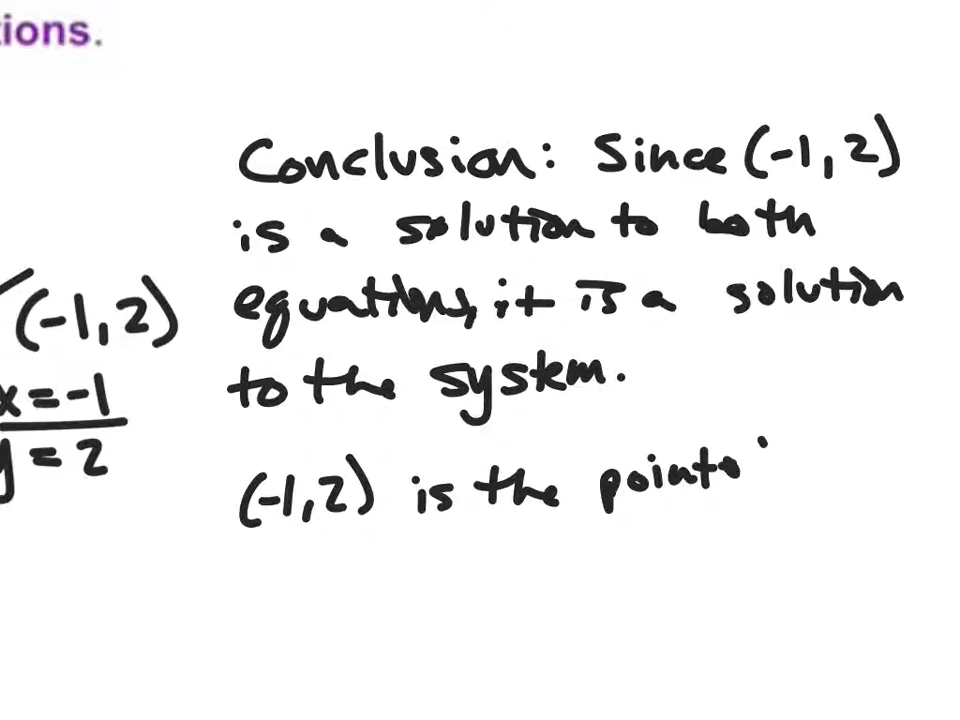 tions.
Conclusion: Since (-1,2)
is a solution to both
equations, it is a solution
to the system.
(-1,2)
x = -1
y = 2
(-1,2) is the point o